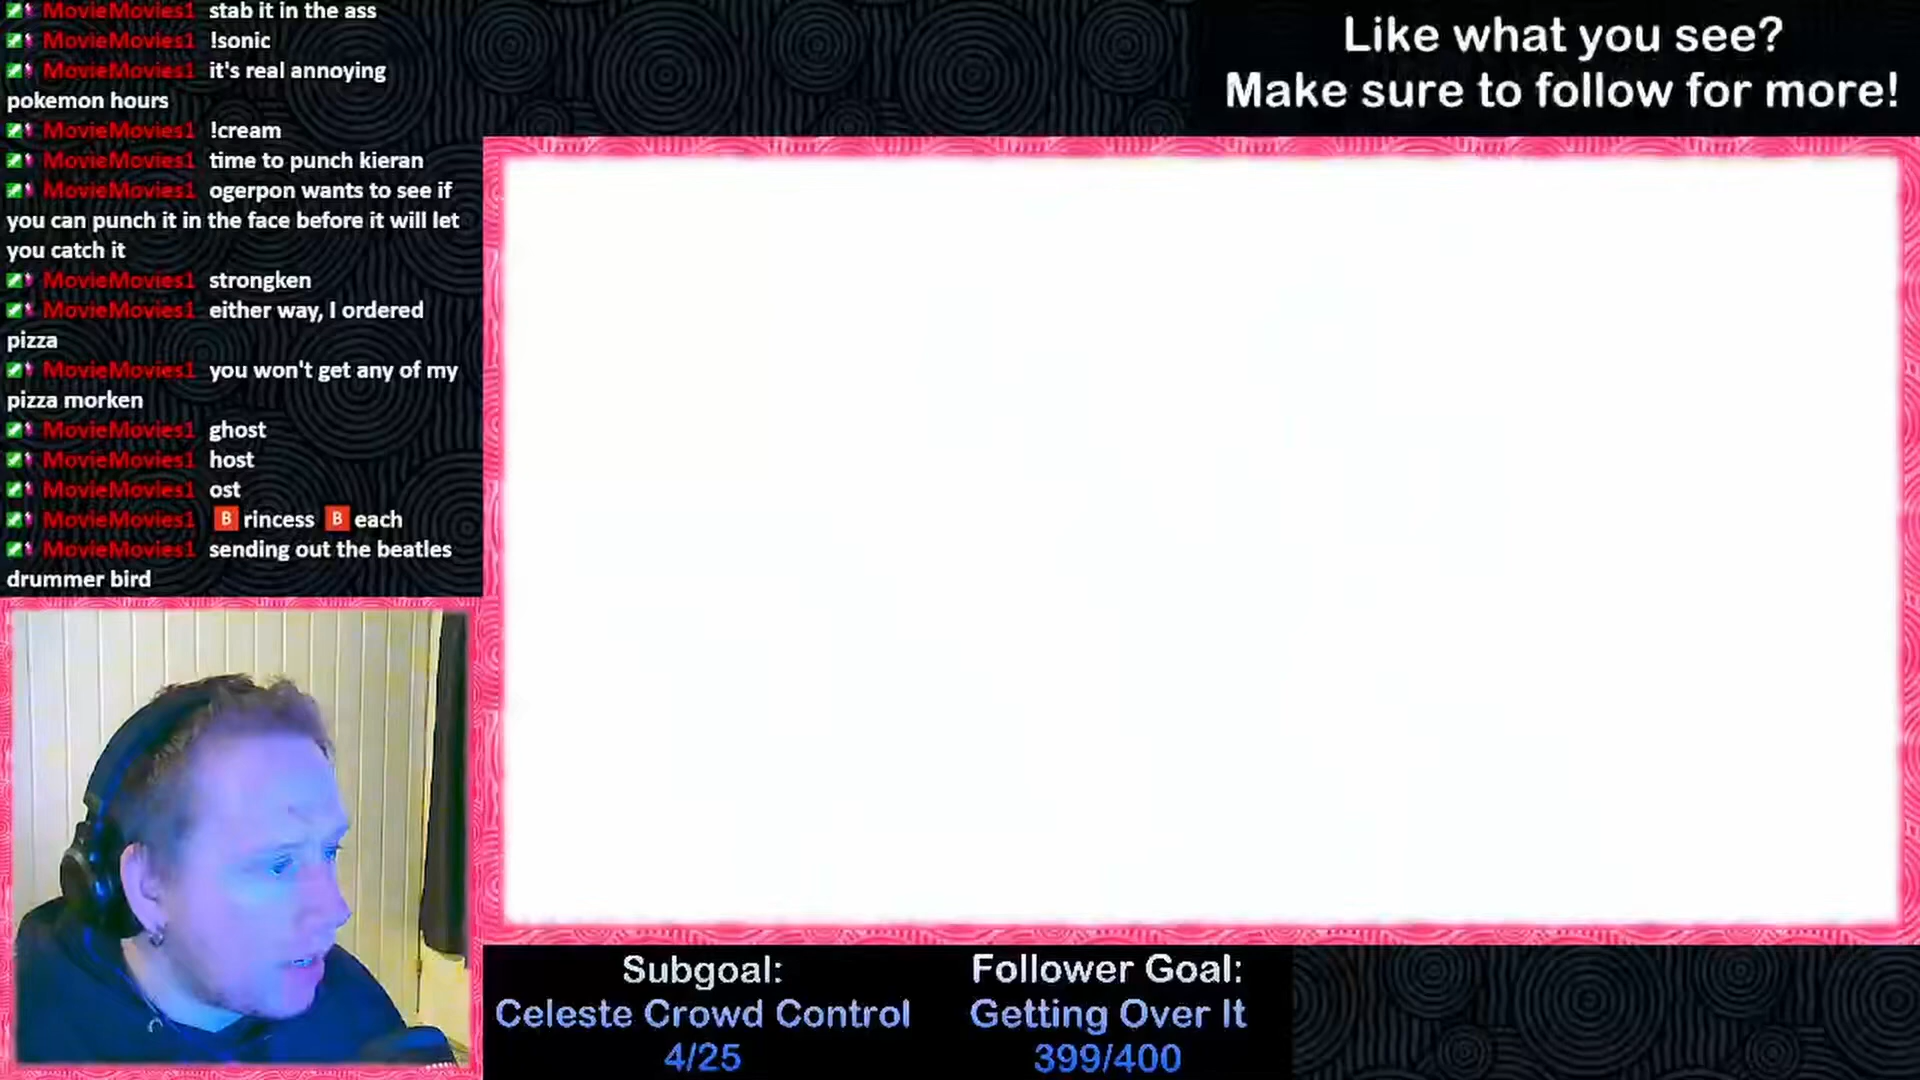 MovieMovies1 stab it in the ass
MovieMovies1 !sonic
MovieMovies1 it's real annoying
pokemon hours
MovieMovies1 !cream
MovieMovies1 time to punch kieran
MovieMovies1 ogerpon wants to see if
you can punch it in the face before it will let
you catch it
MovieMovies1 strongken
MovieMovies1 either way, I ordered
pizza
MovieMovies1 you won't get any of my
pizza morken
MovieMovies1 ghost
MovieMovies1 host
MovieMovies1 ost
MovieMovies1 B rincess B each
MovieMovies1 sending out the beatles
drummer bird
Like what you see?
Make sure to follow for more!
Subgoal:
Celeste Crowd Control
4/25
Follower Goal:
Getting Over It
399/400